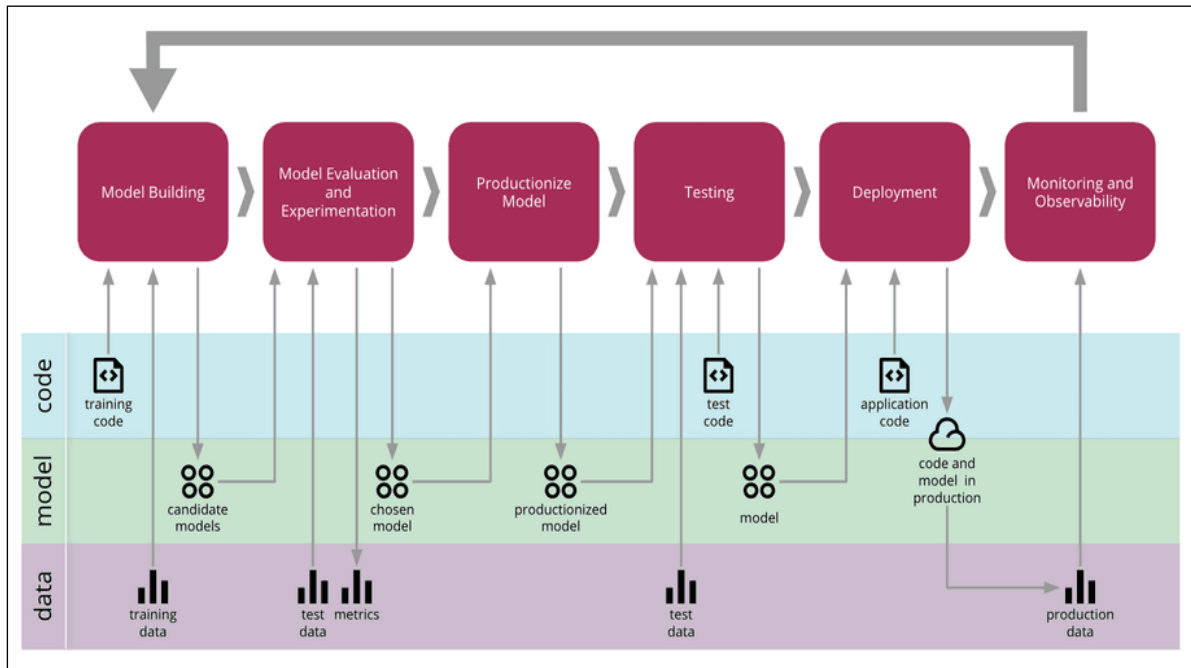 Model Building
Model Evaluation
and
Experimentation
Productionize
Model
Testing
Deployment
Monitoring and
Observability
code
training
code
test
code
application
code
model
candidate
models
chosen
model
productionized
model
model
code and
model in
production
data
training
data
test
data
metrics
test
data
production
data